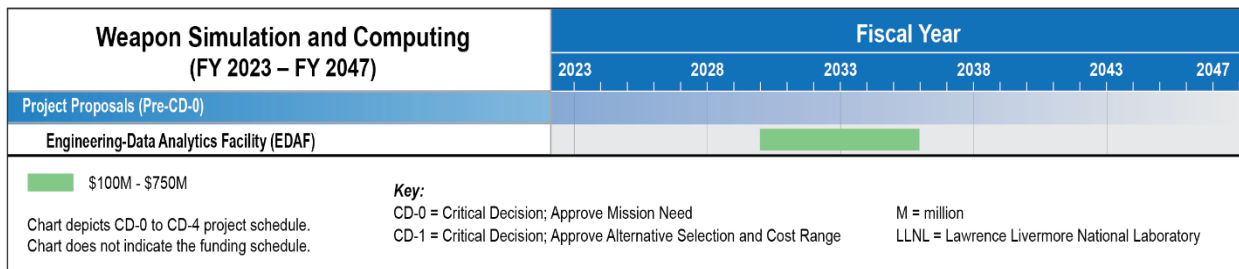 Weapon Simulation and Computing
(FY 2023 – FY 2047)
Fiscal Year
2023 2028 2033 2038 2043 2047
Project Proposals (Pre-CD-0)
Engineering-Data Analytics Facility (EDAF)
$100M - $750M
Chart depicts CD-0 to CD-4 project schedule.
Chart does not indicate the funding schedule.
Key:
CD-0 = Critical Decision; Approve Mission Need
CD-1 = Critical Decision; Approve Alternative Selection and Cost Range
M = million
LLNL = Lawrence Livermore National Laboratory